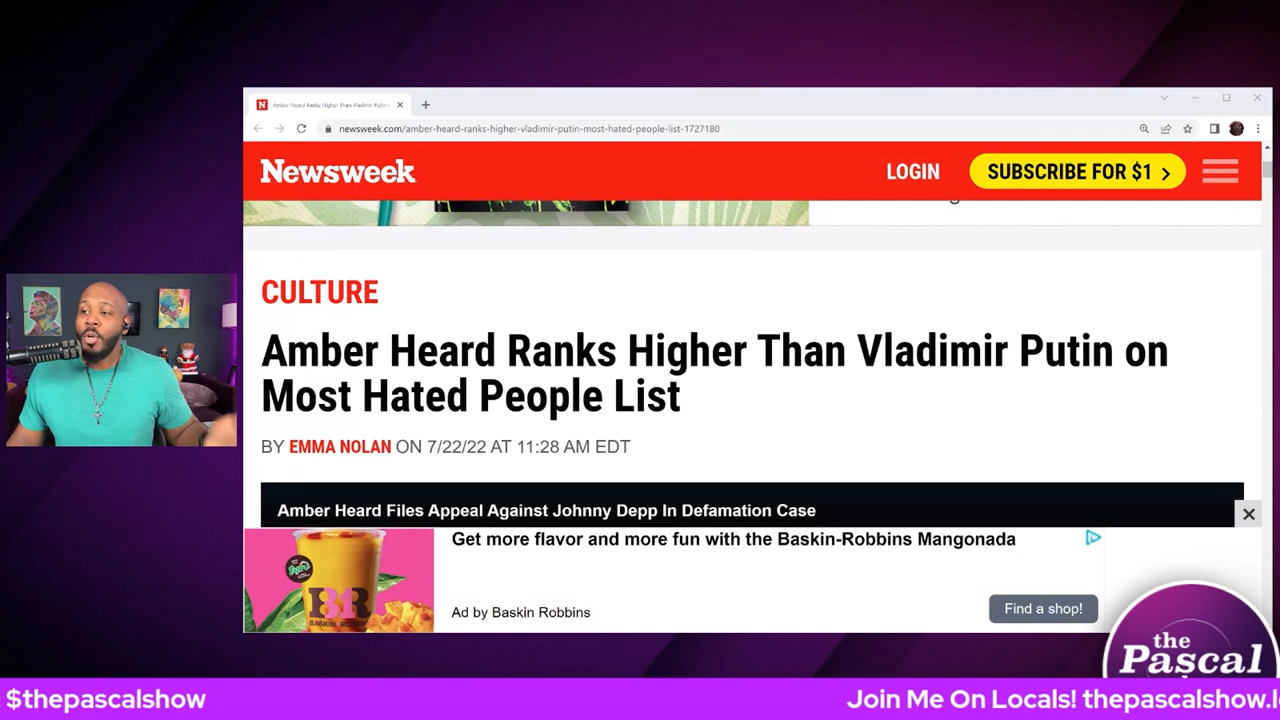 Amber Heard Ranks Higher Than Vladimir Putin
newsweek.com/amber-heard-ranks-higher-vladimir-putin-most-hated-people-list-1727180
Newsweek
LOGIN
SUBSCRIBE FOR $1
CULTURE
Amber Heard Ranks Higher Than Vladimir Putin on
Most Hated People List
BY EMMA NOLAN ON 7/22/22 AT 11:28 AM EDT
Amber Heard Files Appeal Against Johnny Depp In Defamation Case
Get more flavor and more fun with the Baskin-Robbins Mangonada
BR
BASKIN ROBBINS
Ad by Baskin Robbins
Find a shop!
the
Pascal
$thepascalshow
Join Me On Locals! thepascalshow.l